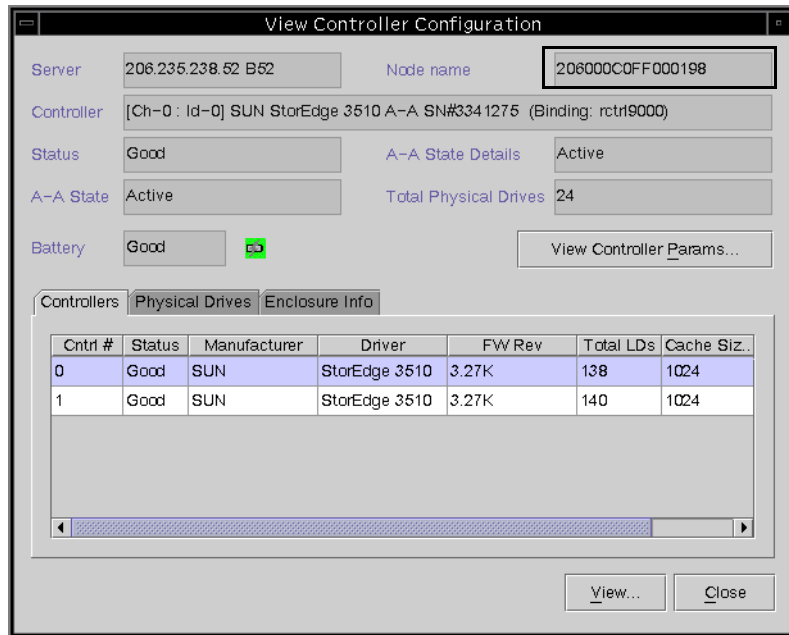 View Controller Configuration
Server 206.235.238.52 B52 Node name 206000C0FF000198
Controller [Ch-0 : Id-0] SUN StorEdge 3510 A-A SN#3341275 (Binding: rctrl9000)
Status Good A-A State Details Active
A-A State Active Total Physical Drives 24
Battery Good View Controller Params...
Controllers Physical Drives Enclosure Info
Cntrl # Status Manufacturer Driver FW Rev Total LDs Cache Siz..
0 Good SUN StorEdge 3510 3.27K 138 1024
1 Good SUN StorEdge 3510 3.27K 140 1024
View... Close